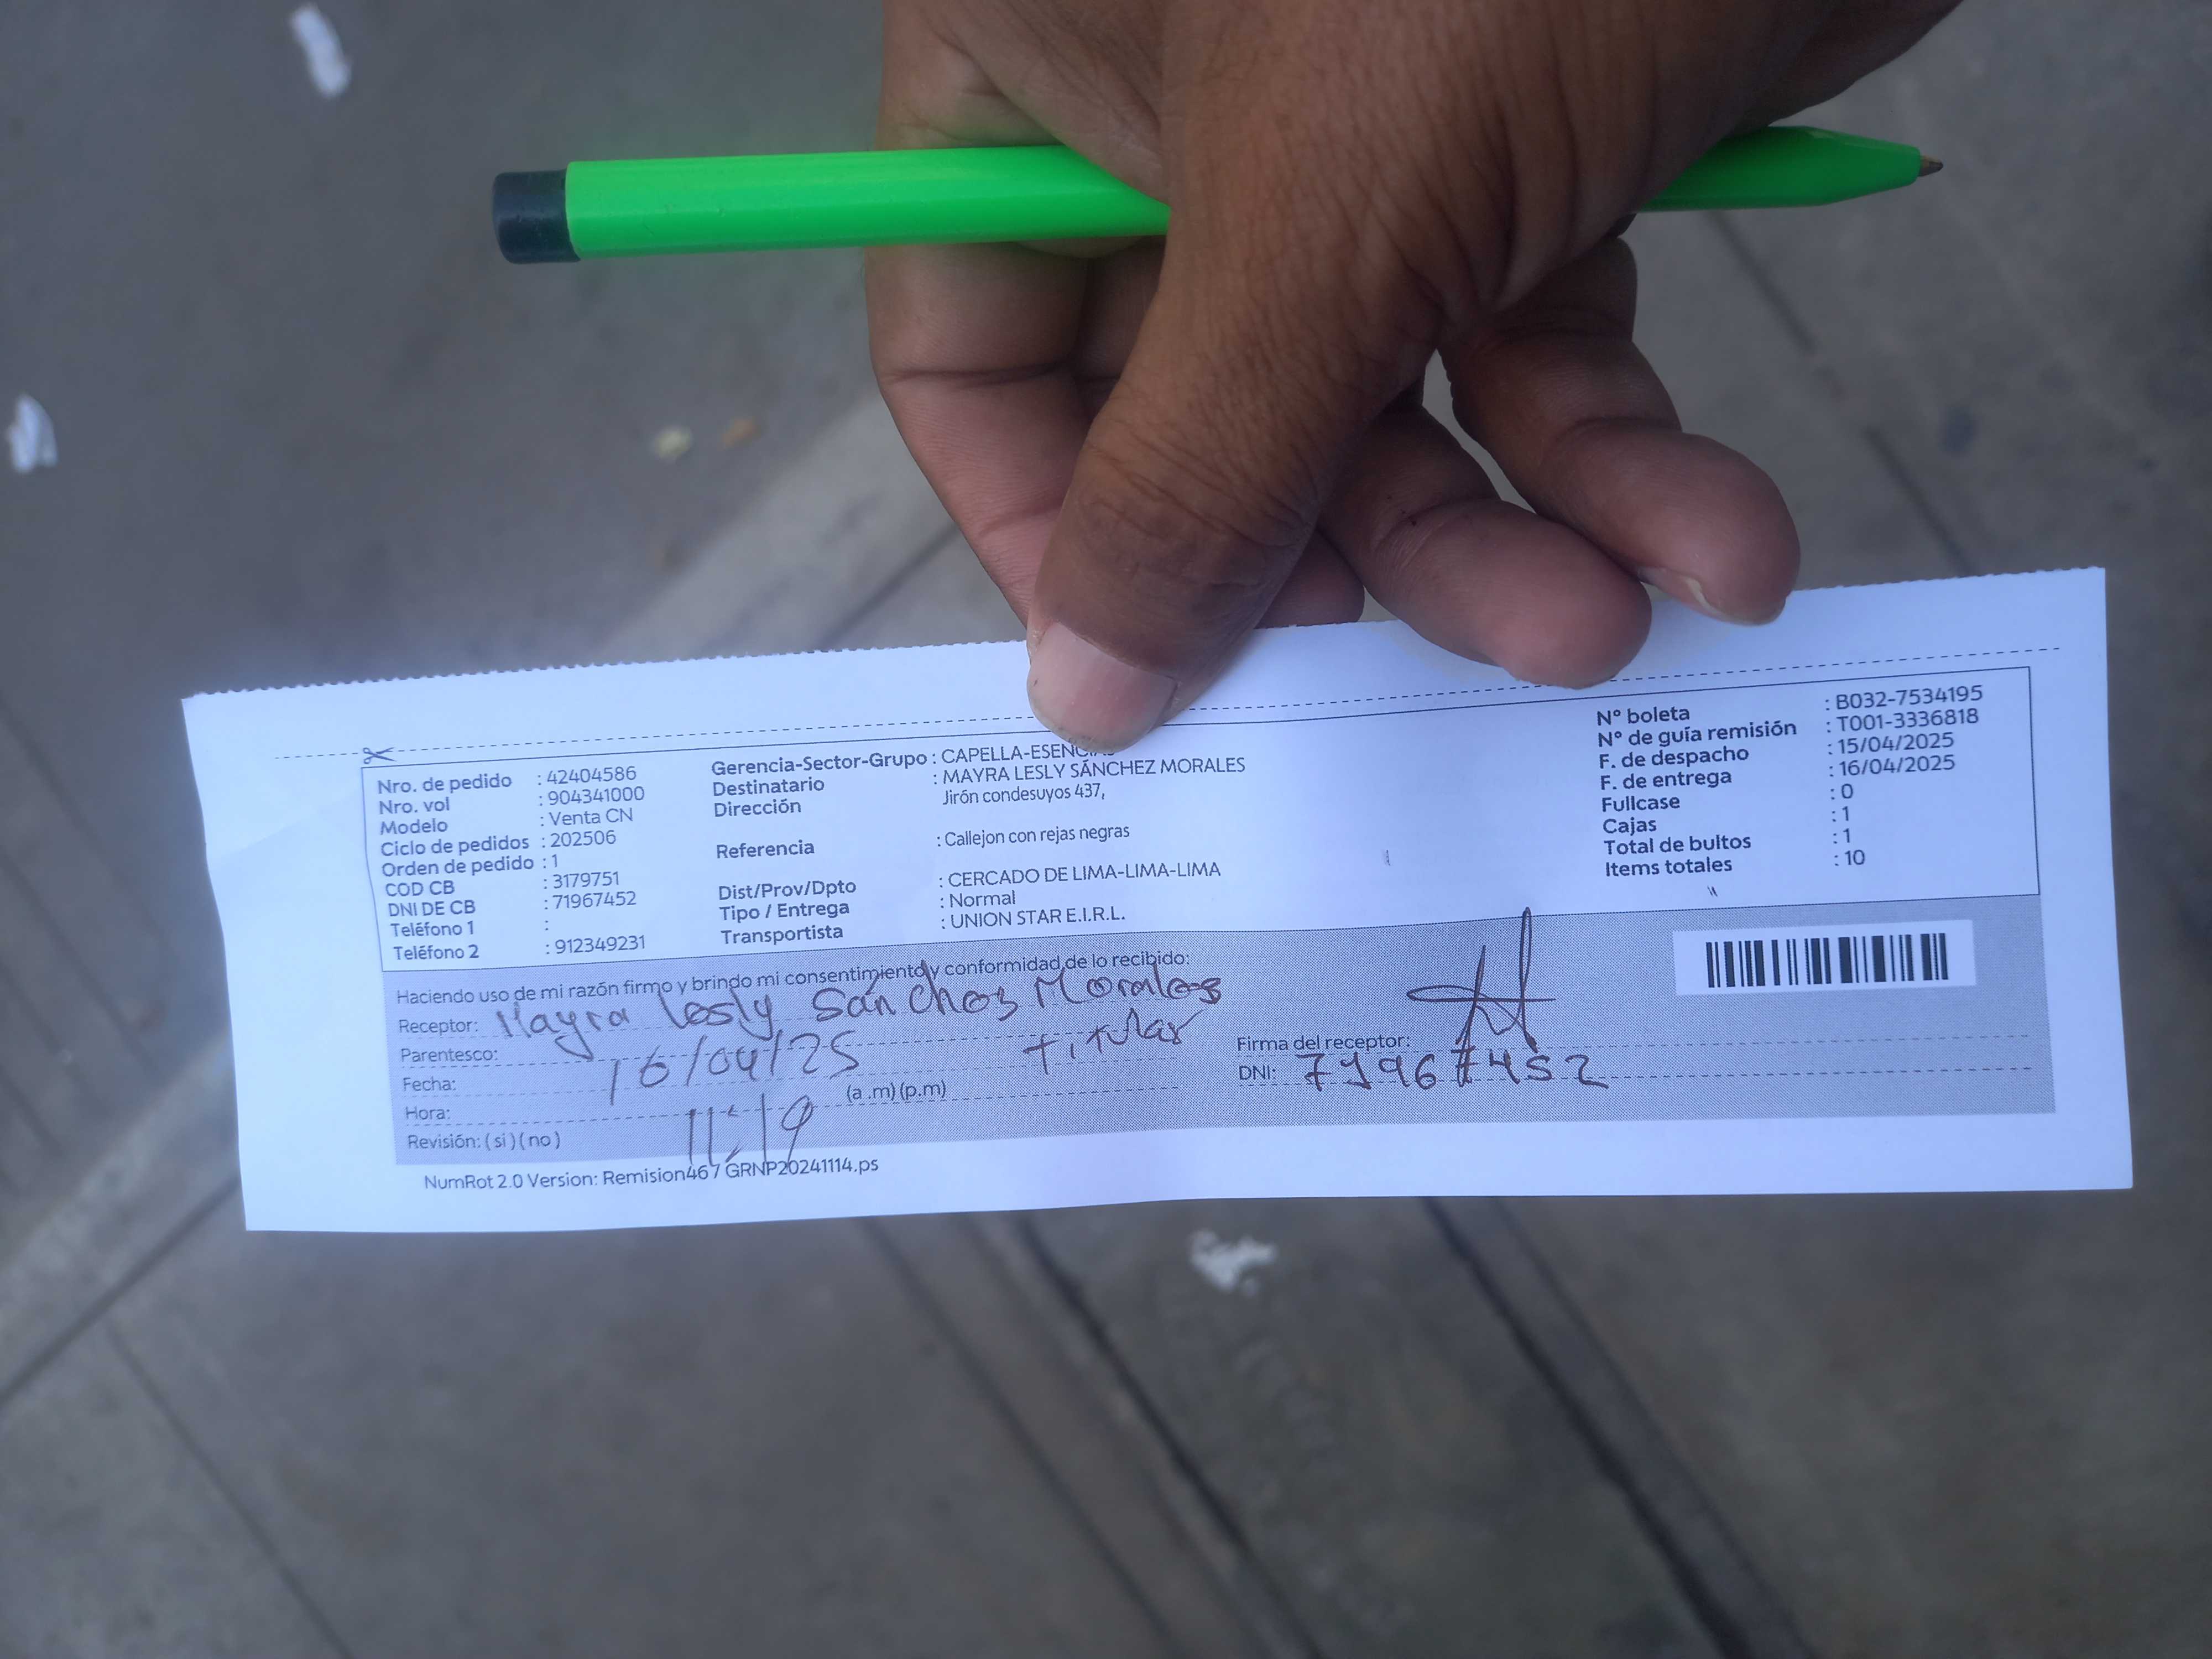 Nro. de pedido : 42404586
Nro. vol : 904341000
Modelo : Venta CN
Ciclo de pedidos : 202506
Orden de pedido : 1
COD CB : 3179751
DNI DE CB : 71967452
Teléfono 1 :
Teléfono 2 : 912349231
Gerencia-Sector-Grupo : CAPELLA-ESENCIAS
Destinatario : MAYRA LESLY SÁNCHEZ MORALES
Dirección Jirón condesuyos 437,
Referencia : Callejon con rejas negras
Dist/Prov/Dpto : CERCADO DE LIMA-LIMA-LIMA
Tipo / Entrega : Normal
Transportista : UNION STAR E.I.R.L.
Nº boleta : B032-7534195
Nº de guía remisión : T001-3336818
F. de despacho : 15/04/2025
F. de entrega : 16/04/2025
Fullcase : 0
Cajas : 1
Total de bultos : 1
Items totales : 10
Haciendo uso de mi razón firmo y brindo mi consentimiento y conformidad de lo recibido:
Receptor: Mayra Lesly Sánchez Morales
Parentesco: Titular
Fecha: 16/04/25
Hora: 11:19 (a .m) (p.m)
Revisión: ( si ) ( no )
Firma del receptor:
DNI: 71967452
NumRot 2.0 Version: Remision467 GRNP20241114.ps